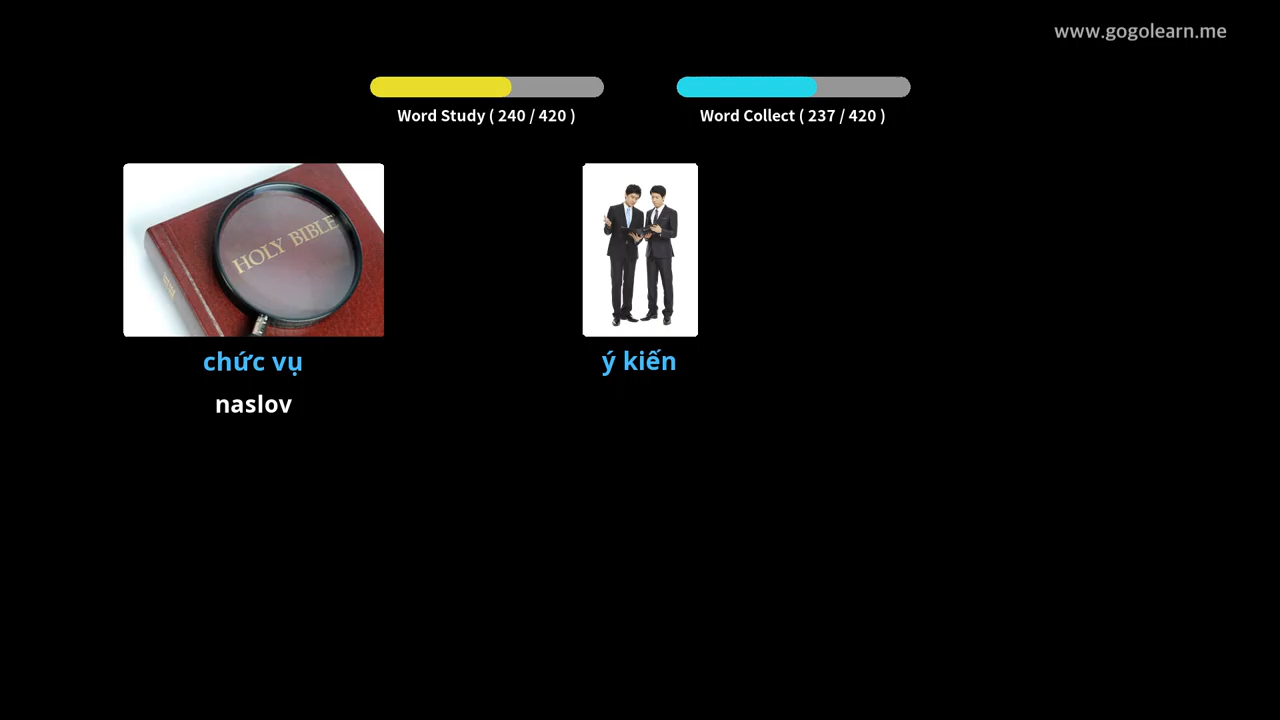 www.gogolearn.me
Word Study ( 240 / 420 )
Word Collect ( 237 / 420 )
HOLY BIBLE
chức vụ
ý kiến
naslov